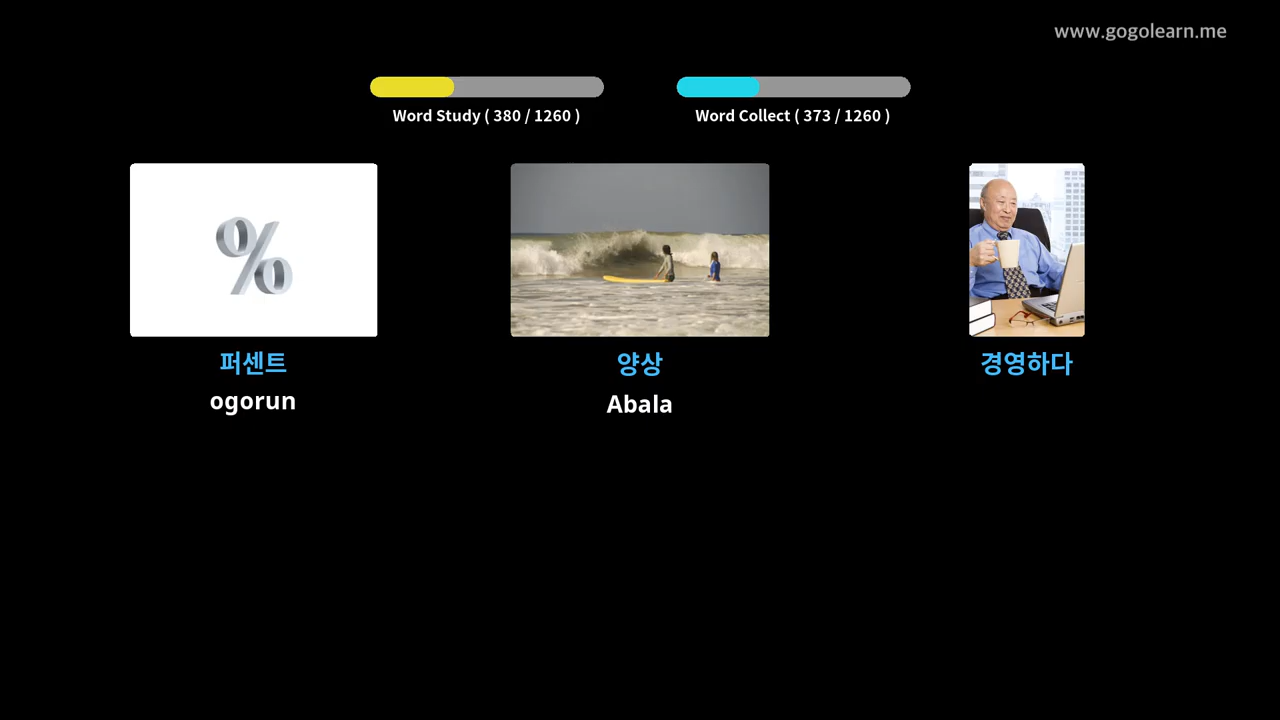 www.gogolearn.me
Word Study ( 380 / 1260 )
Word Collect ( 373 / 1260 )
%
퍼센트
ogorun
양상
Abala
경영하다